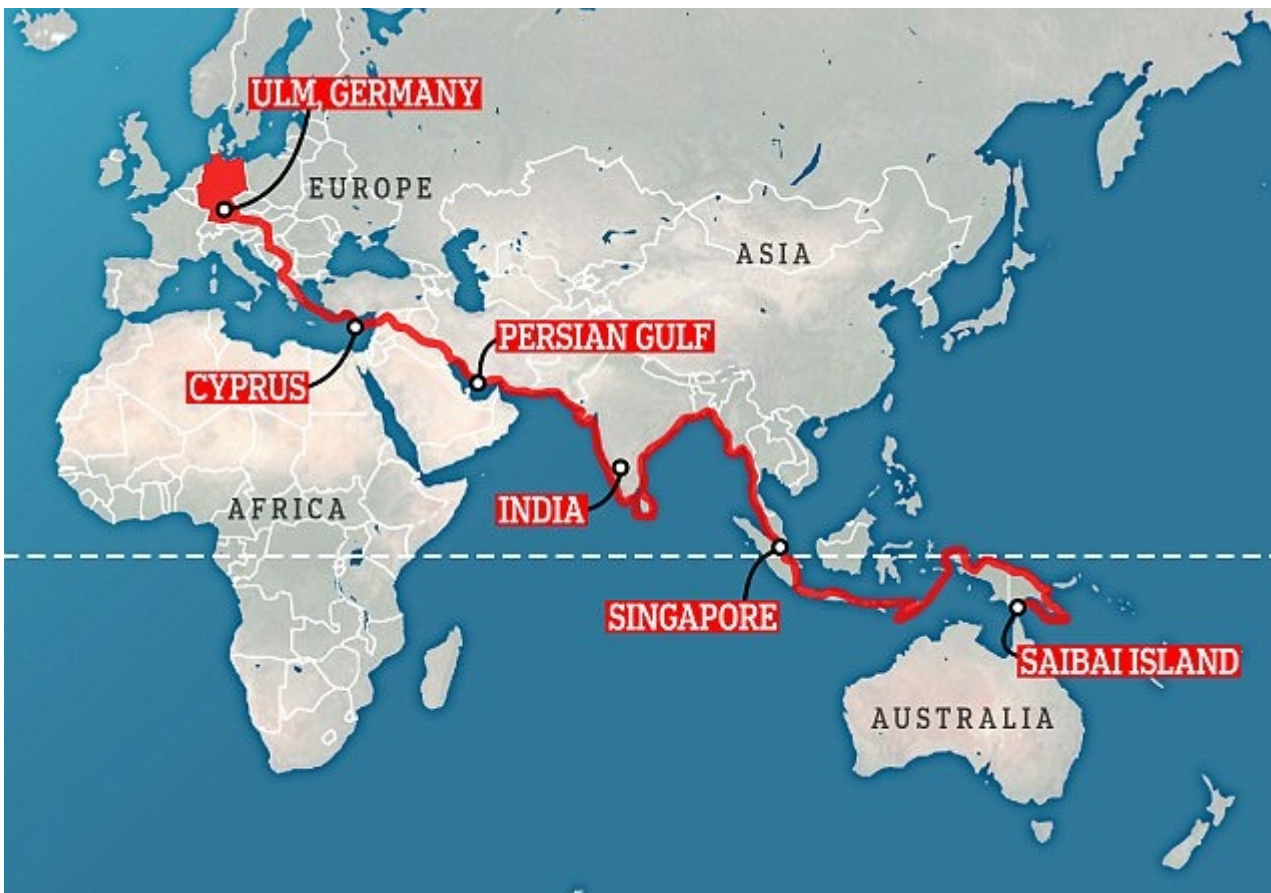 ULM, GERMANY
EUROPE
ASIA
PERSIAN GULF
CYPRUS
INDIA
AFRICA
SINGAPORE
SAIBAI ISLAND
AUSTRALIA